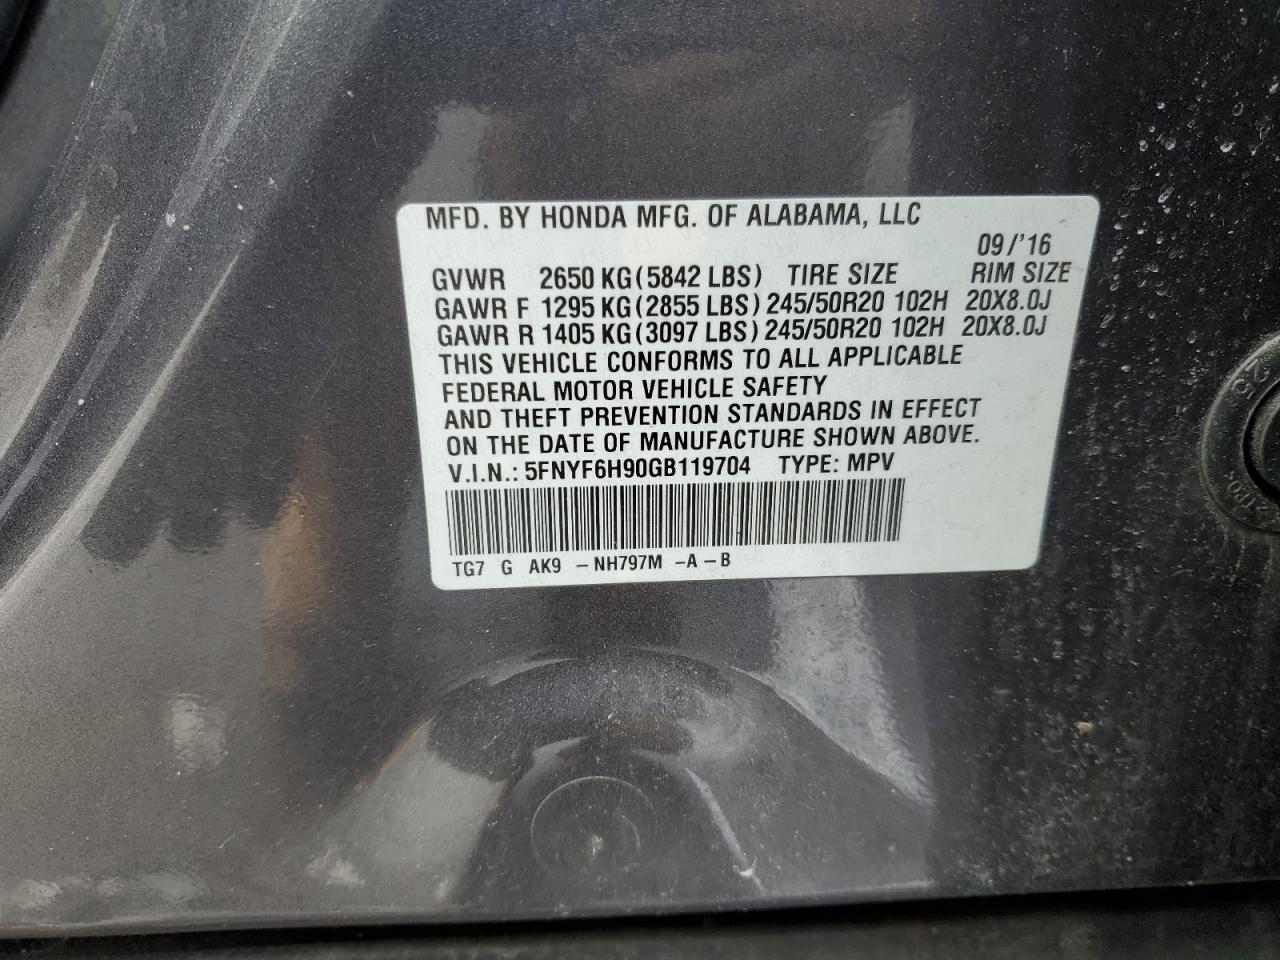 MFD. BY HONDA MFG. OF ALABAMA, LLC
09/'16
GVWR 2650 KG(5842 LBS) TIRE SIZE RIM SIZE
GAWR F 1295 KG(2855 LBS) 245/50R20 102H 20X8.0J
GAWR R 1405 KG(3097 LBS) 245/50R20 102H 20X8.0J
THIS VEHICLE CONFORMS TO ALL APPLICABLE
FEDERAL MOTOR VEHICLE SAFETY
AND THEFT PREVENTION STANDARDS IN EFFECT
ON THE DATE OF MANUFACTURE SHOWN ABOVE.
V.I.N.: 5FNYF6H90GB119704 TYPE: MPV
TG7 G AK9 -NH797M -A-B